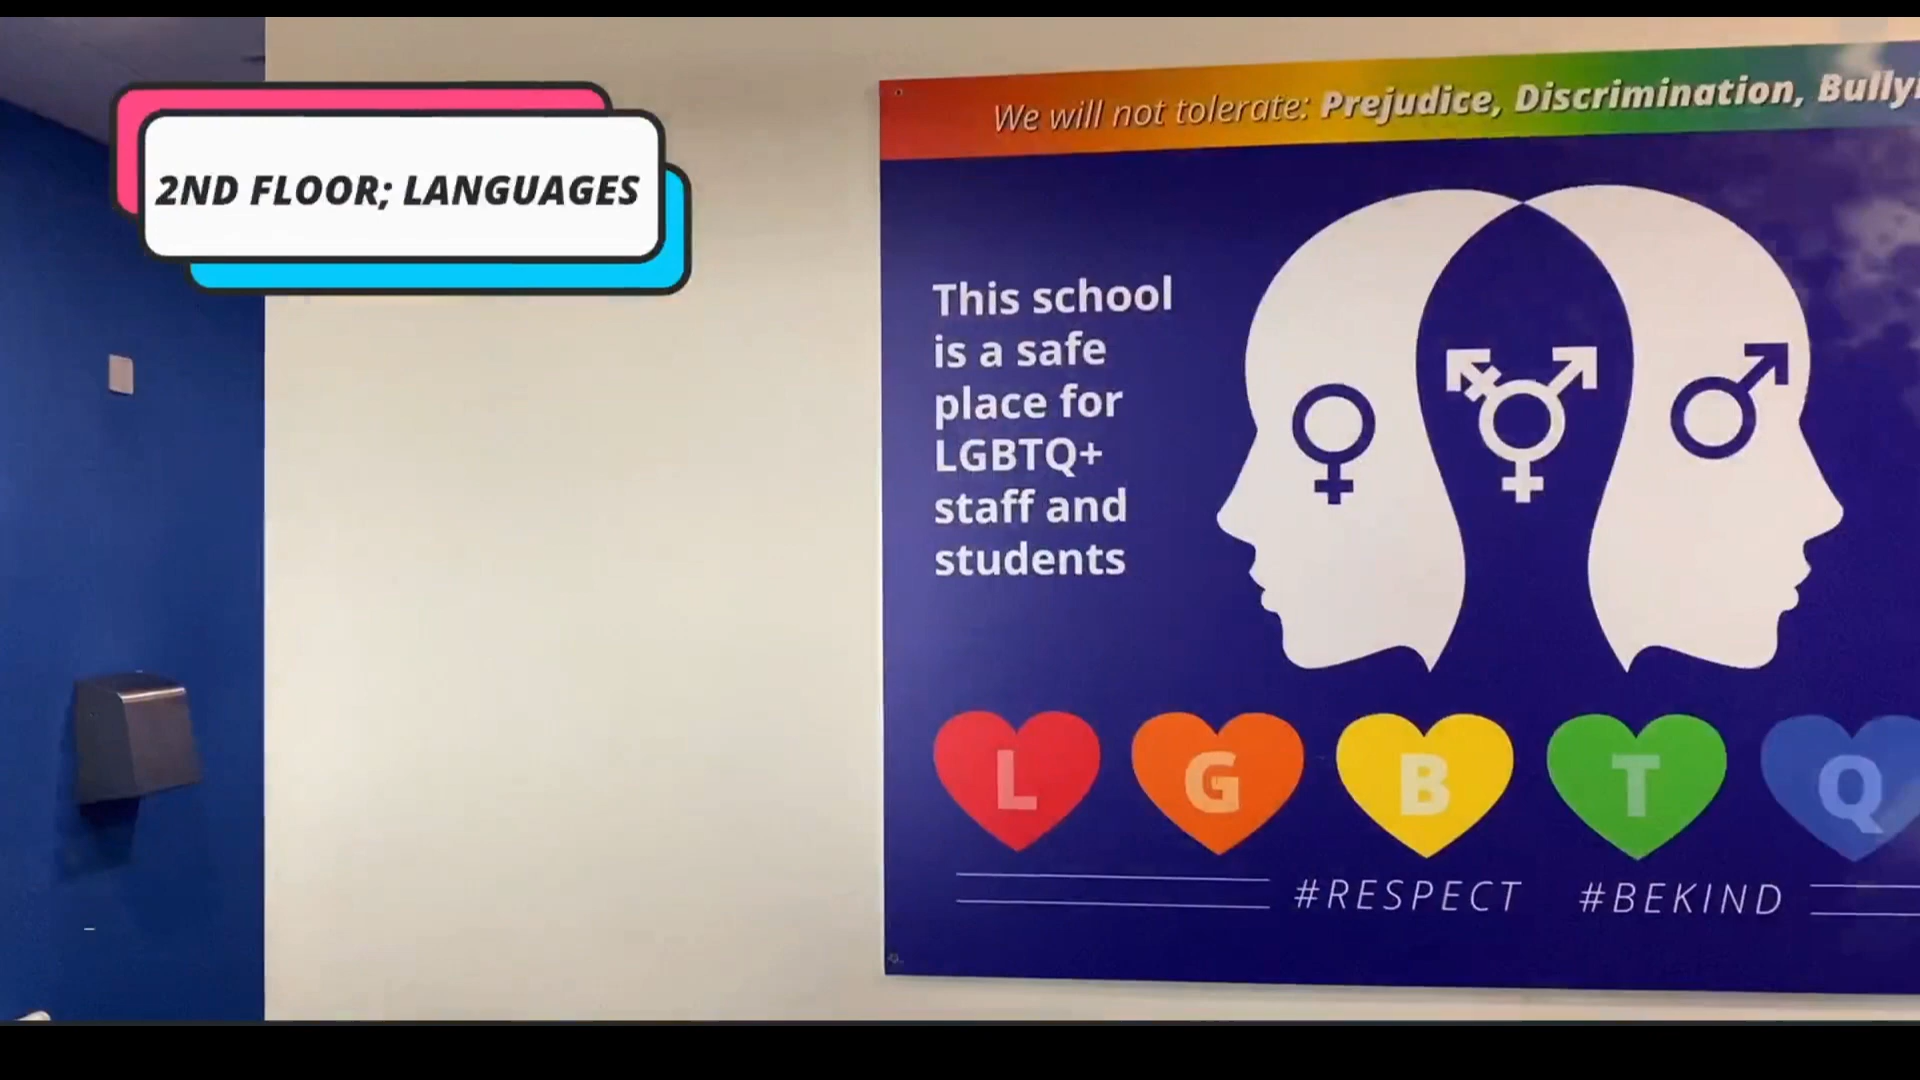 2ND FLOOR; LANGUAGES
We will not tolerate: Prejudice, Discrimination,
This school
is a safe
place for
LGBTQ+
staff and
students
L G B T Q
#RESPECT #BEKIND